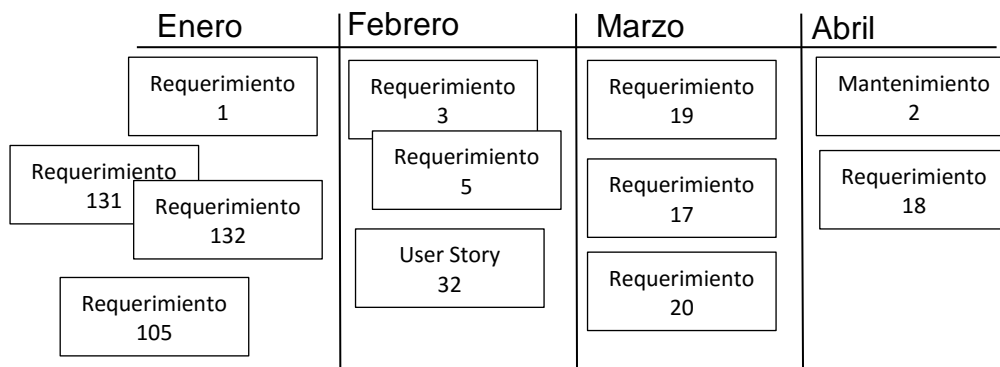 Enero
Febrero
Marzo
Abril
Requerimiento
1
Requerimiento
131
Requerimiento
132
Requerimiento
105
Requerimiento
3
Requerimiento
5
User Story
32
Requerimiento
19
Requerimiento
17
Requerimiento
20
Mantenimiento
2
Requerimiento
18